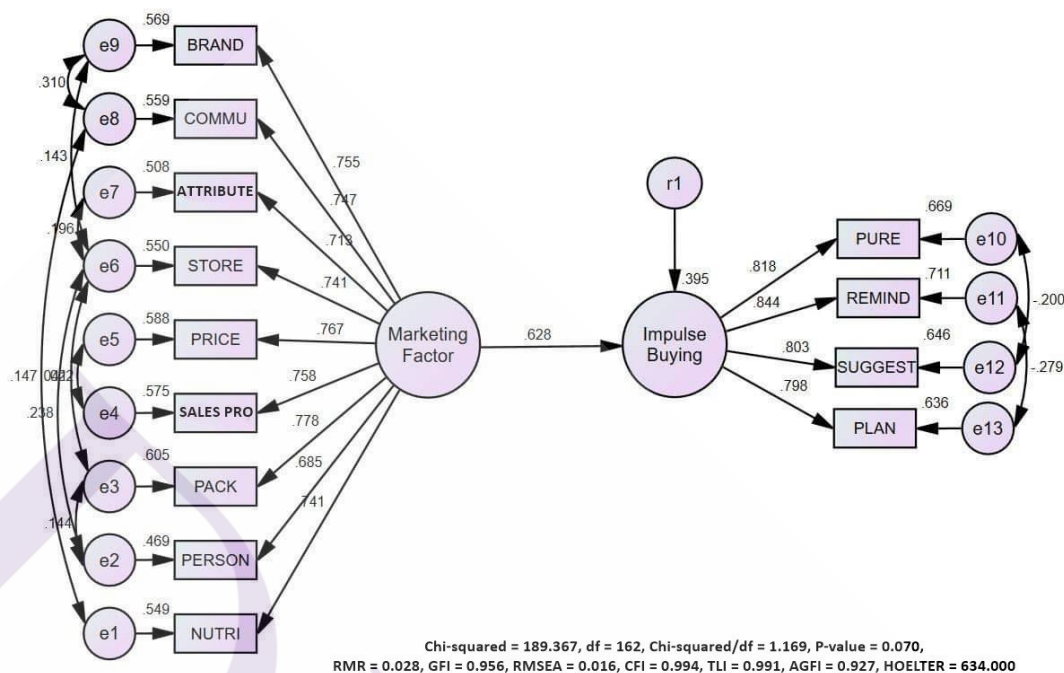 .569
e9
BRAND
.310
.559
e8
COMMU
.143
.755
.508
e7
ATTRIBUTE
.747
r1
.196
.713
.669
.550
e6
STORE
PURE
e10
.741
.818
.711
.395
.588
REMIND
e11
-.200
.844
e5
PRICE
.767
Marketing
Factor
.628
Impulse
Buying
.646
.803
.147
SUGGEST
e12
-.279
.758
.575
.798
.636
.238
e4
SALES PRO
PLAN
e13
.778
.605
.685
e3
PACK
.741
.144
.469
e2
PERSON
.549
e1
NUTRI
Chi-squared = 189.367, df = 162, Chi-squared/df = 1.169, P-value = 0.070,
RMR = 0.028, GFI = 0.956, RMSEA = 0.016, CFI = 0.994, TLI = 0.991, AGFI = 0.927, HOELTER = 634.000